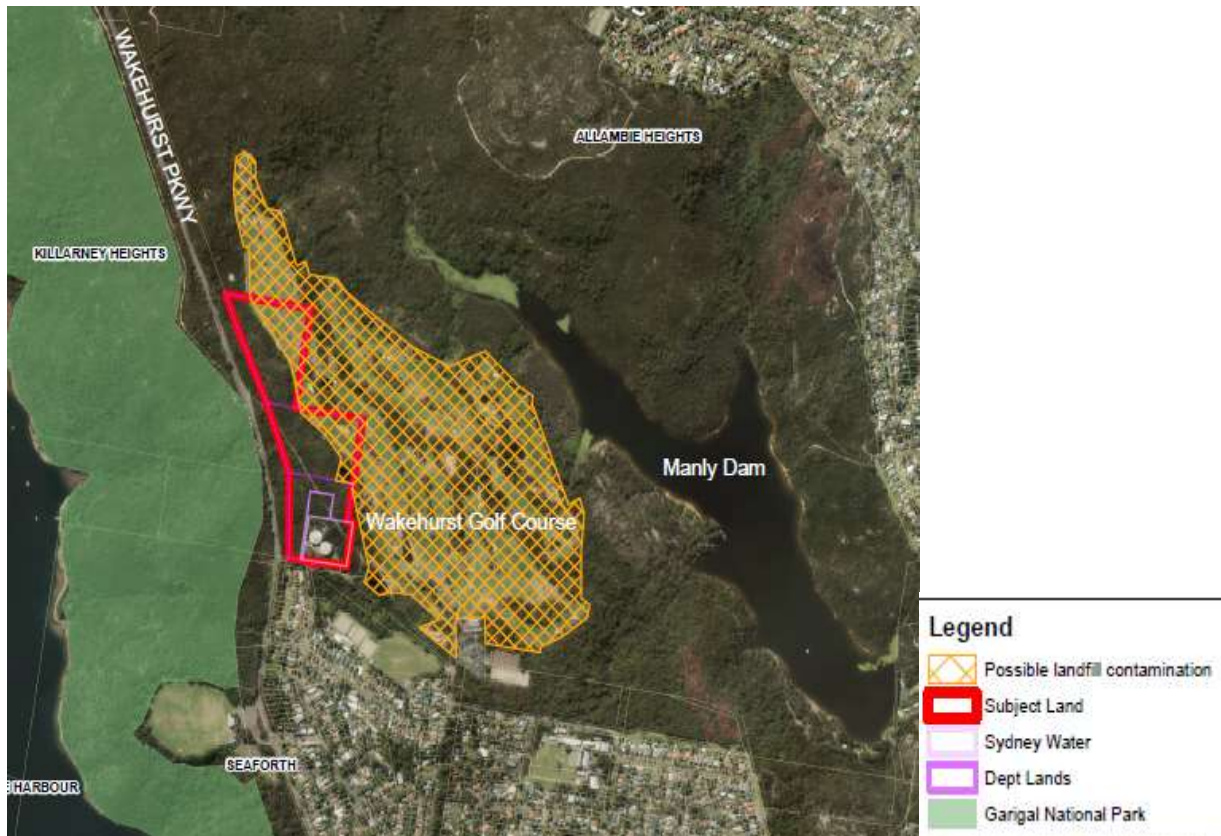 WAKEHURST PKWY
ALLAMBIE HEIGHTS
KILLARNEY HEIGHTS
Manly Dam
Wakehurst Golf Course
SEAFORTH
E HARBOUR
Legend
Possible landfill contamination
Subject Land
Sydney Water
Dept Lands
Garigal National Park